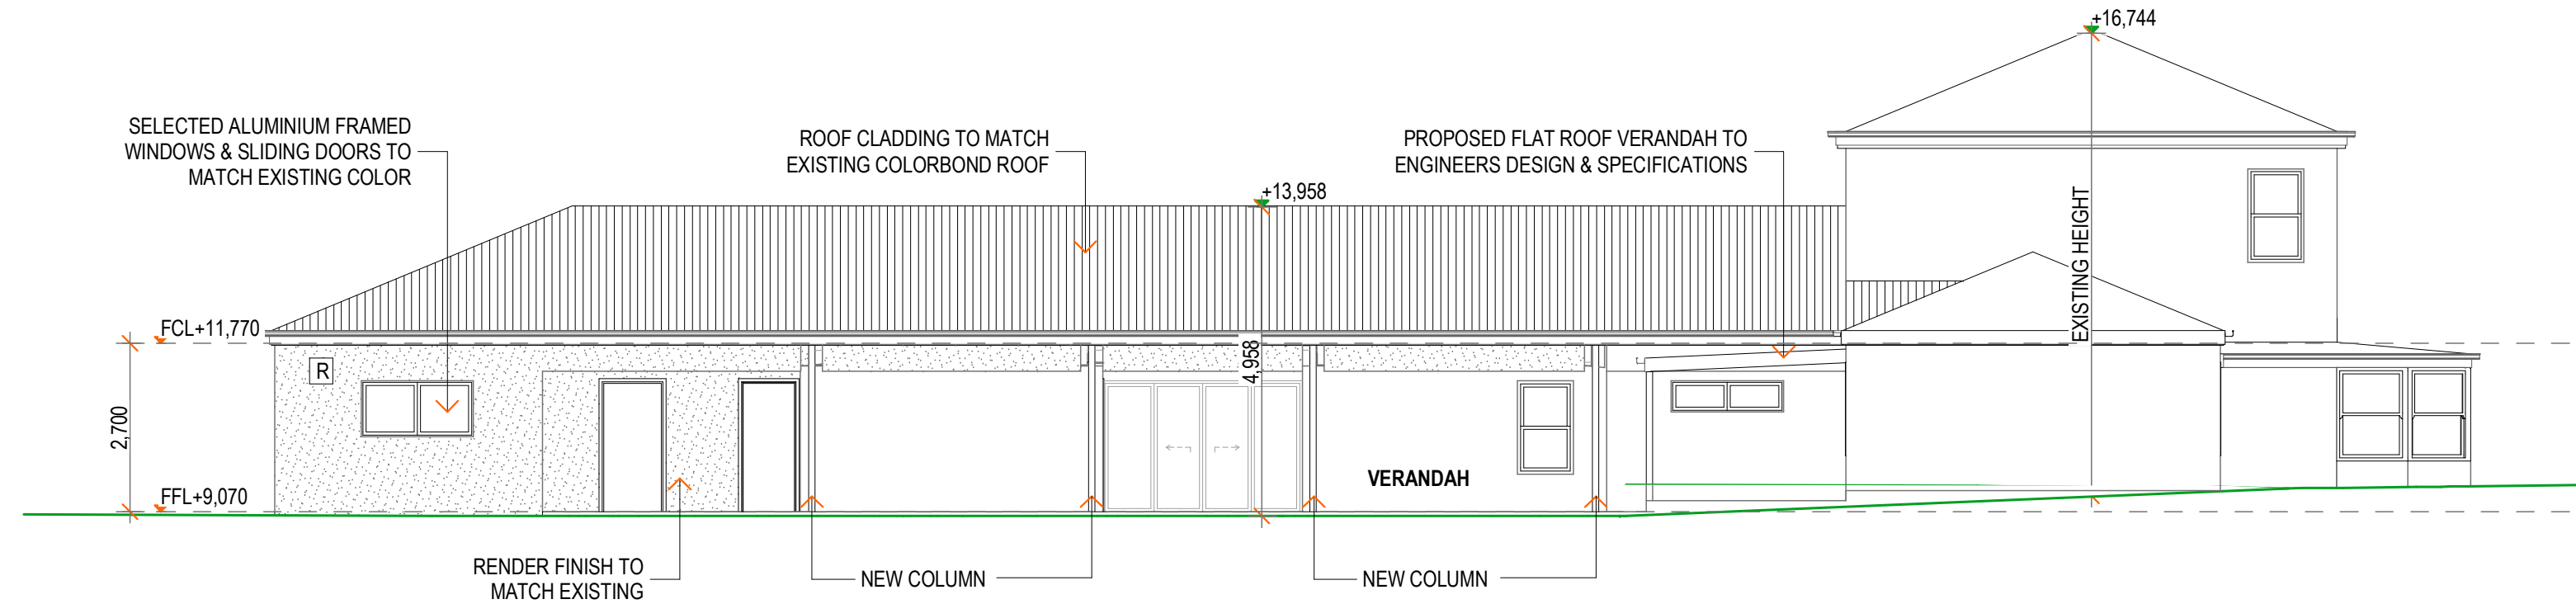 +16,744
SELECTED ALUMINIUM FRAMED
WINDOWS & SLIDING DOORS TO
MATCH EXISTING COLOR
ROOF CLADDING TO MATCH
EXISTING COLORBOND ROOF
PROPOSED FLAT ROOF VERANDAH TO
ENGINEERS DESIGN & SPECIFICATIONS
+13,958
EXISTING HEIGHT
FCL+11,770
R
4,958
2,700
VERANDAH
FFL+9,070
RENDER FINISH TO
MATCH EXISTING
NEW COLUMN
NEW COLUMN